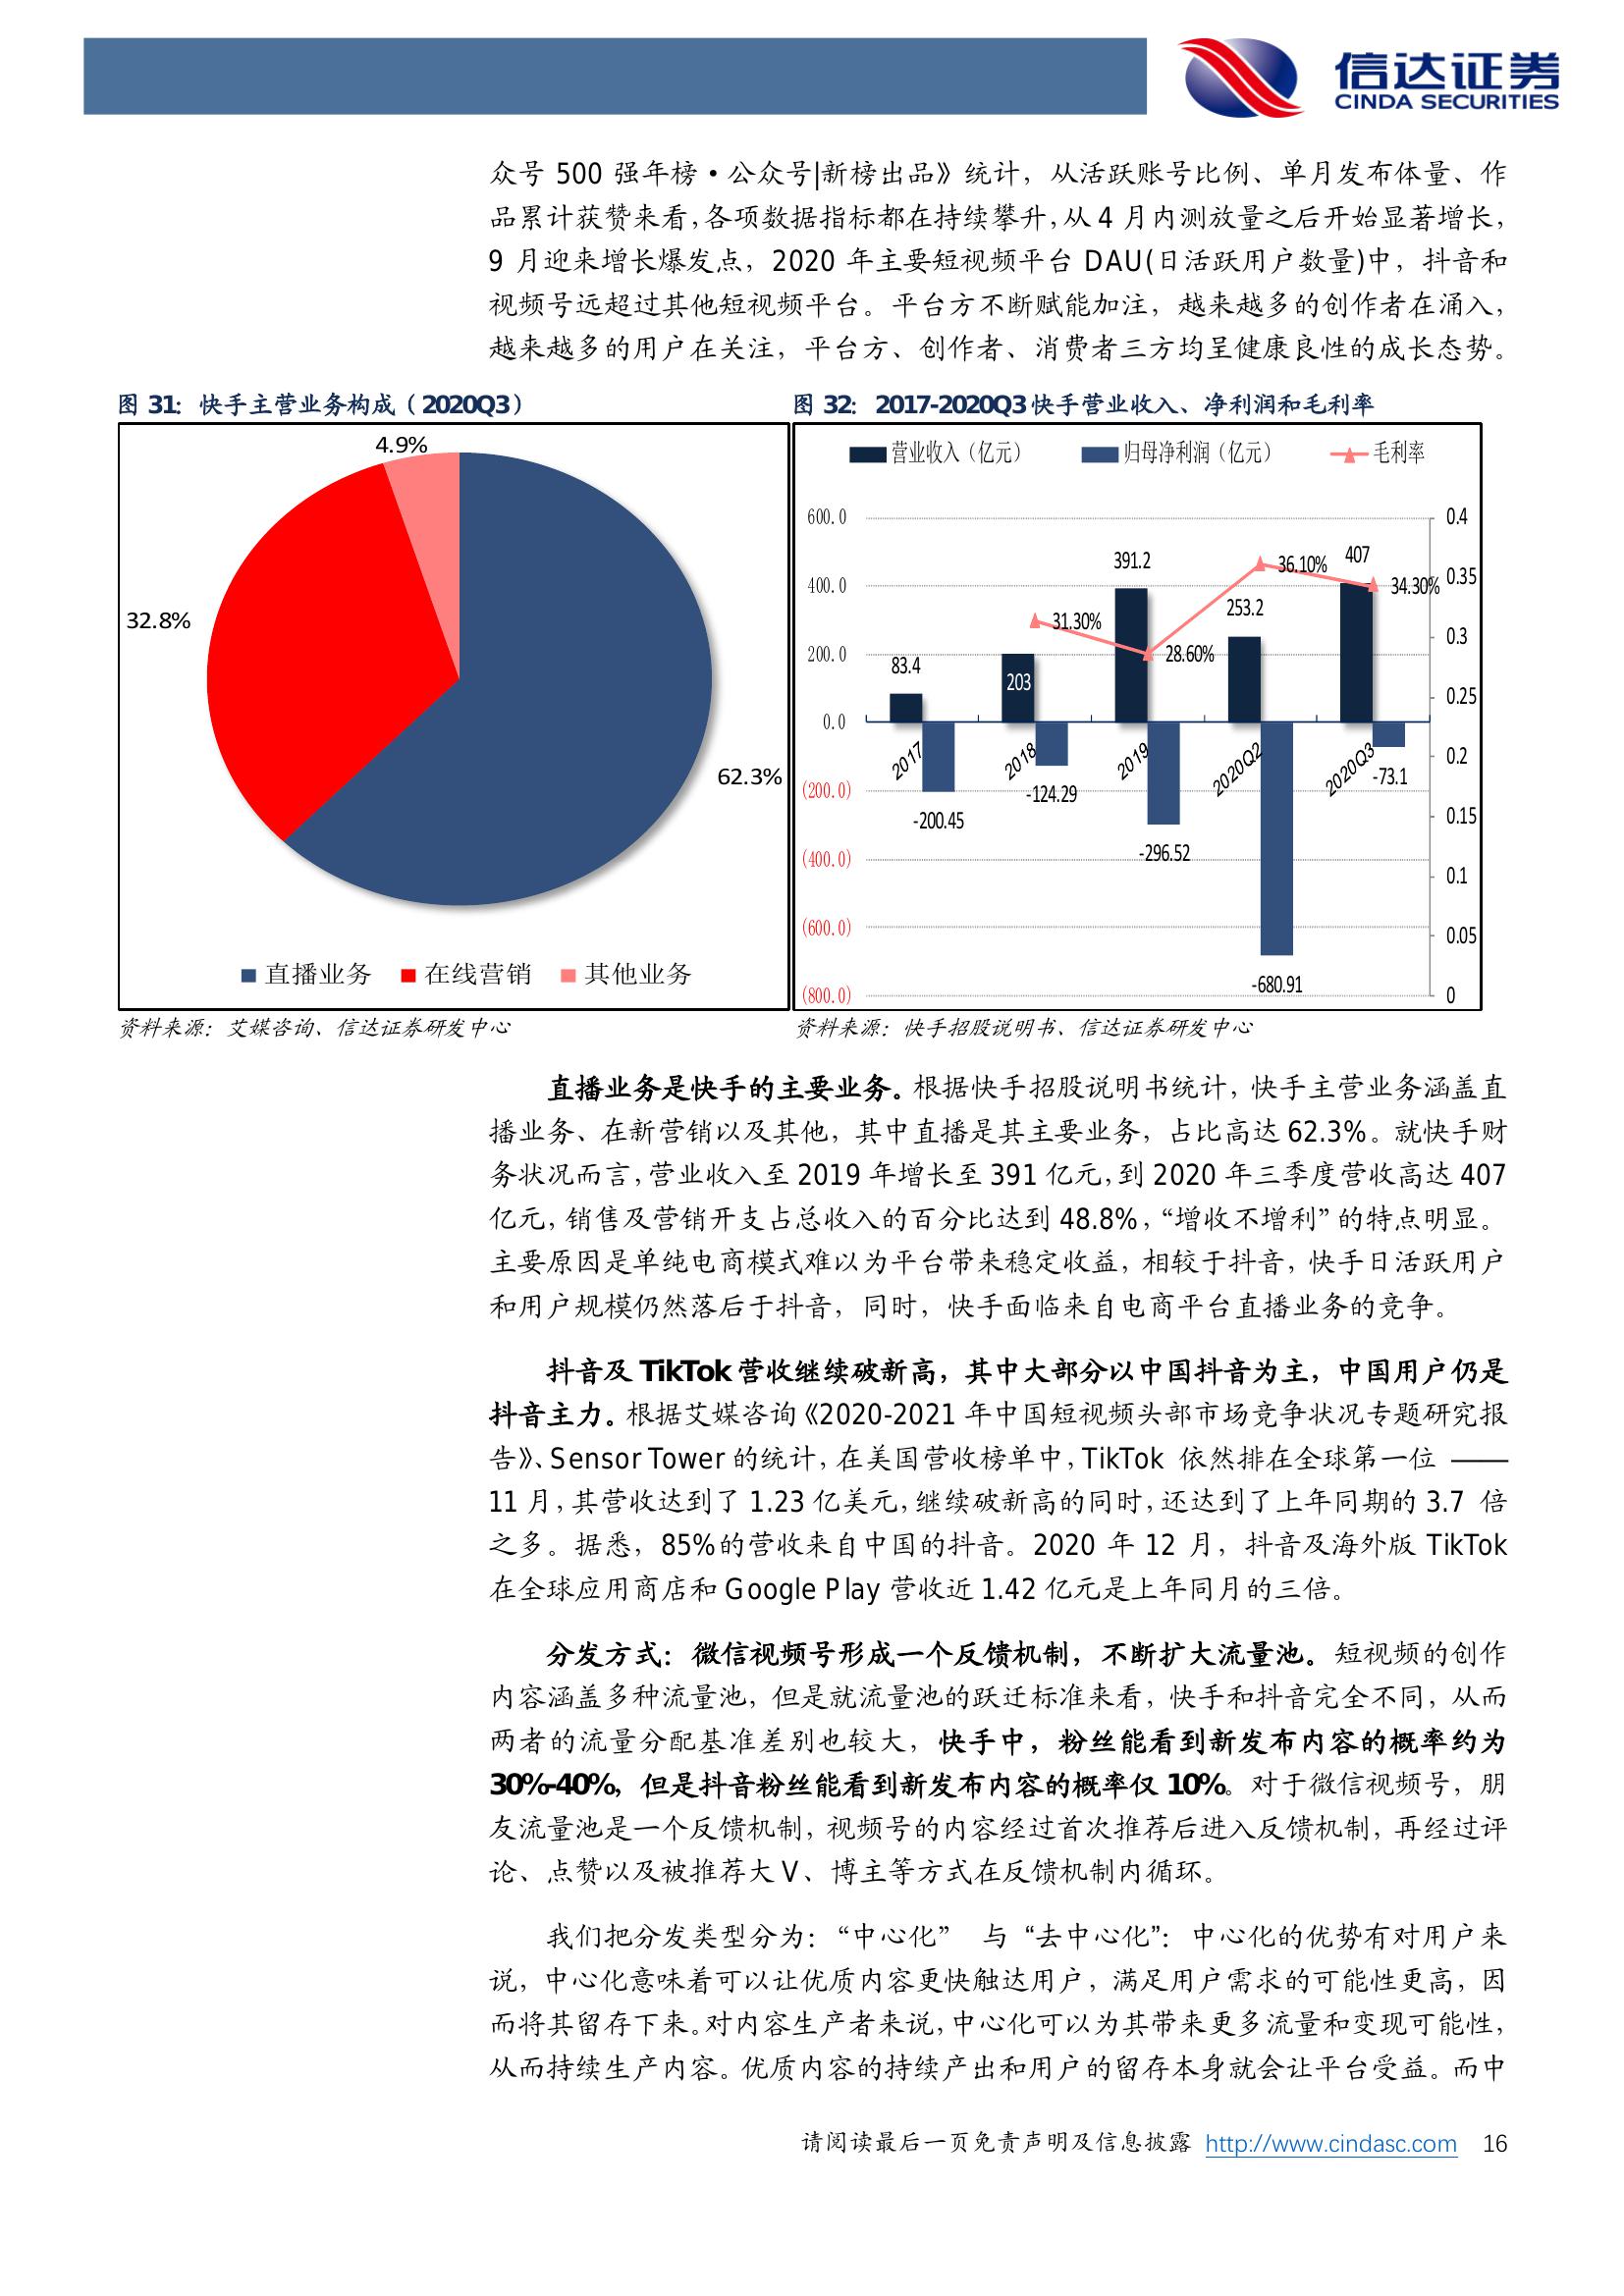 信达证券
CINDA SECURITIES
众号 500 强年榜•公众号|新榜出品》统计，从活跃账号比例、单月发布体量、作
品累计获赞来看，各项数据指标都在持续攀升，从 4 月内测放量之后开始显著增长，
9 月迎来增长爆发点，2020 年主要短视频平台 DAU(日活跃用户数量)中，抖音和
视频号远超过其他短视频平台。平台方不断赋能加注，越来越多的创作者在涌入，
越来越多的用户在关注，平台方、创作者、消费者三方均呈健康良性的成长态势。
图 31：快手主营业务构成（2020Q3）
4.9%
32.8%
62.3%
直播业务 在线营销 其他业务
资料来源：艾媒咨询、信达证券研发中心
图 32：2017-2020Q3 快手营业收入、净利润和毛利率
营业收入（亿元） 归母净利润（亿元） 毛利率
600.0
400.0
200.0
0.0
(200.0)
(400.0)
(600.0)
(800.0)
0.4
0.35
0.3
0.25
0.2
0.15
0.1
0.05
0
83.4
203
391.2
253.2
407
31.30%
28.60%
36.10%
34.30%
2017
2018
2019
2020Q2
2020Q3
-200.45
-124.29
-296.52
-680.91
-73.1
资料来源：快手招股说明书、信达证券研发中心
直播业务是快手的主要业务。根据快手招股说明书统计，快手主营业务涵盖直
播业务、在新营销以及其他，其中直播是其主要业务，占比高达 62.3%。就快手财
务状况而言，营业收入至 2019 年增长至 391 亿元，到 2020 年三季度营收高达 407
亿元，销售及营销开支占总收入的百分比达到 48.8%，“增收不增利”的特点明显。
主要原因是单纯电商模式难以为平台带来稳定收益，相较于抖音，快手日活跃用户
和用户规模仍然落后于抖音，同时，快手面临来自电商平台直播业务的竞争。
抖音及 TikTok 营收继续破新高，其中大部分以中国抖音为主，中国用户仍是
抖音主力。根据艾媒咨询《2020-2021 年中国短视频头部市场竞争状况专题研究报
告》、Sensor Tower 的统计，在美国营收榜单中，TikTok 依然排在全球第一位 ——
11 月，其营收达到了 1.23 亿美元，继续破新高的同时，还达到了上年同期的 3.7 倍
之多。据悉，85%的营收来自中国的抖音。2020 年 12 月，抖音及海外版 TikTok
在全球应用商店和 Google Play 营收近 1.42 亿元是上年同月的三倍。
分发方式：微信视频号形成一个反馈机制，不断扩大流量池。短视频的创作
内容涵盖多种流量池，但是就流量池的跃迁标准来看，快手和抖音完全不同，从而
两者的流量分配基准差别也较大，快手中，粉丝能看到新发布内容的概率约为
30%-40%，但是抖音粉丝能看到新发布内容的概率仅 10%。对于微信视频号，朋
友流量池是一个反馈机制，视频号的内容经过首次推荐后进入反馈机制，再经过评
论、点赞以及被推荐大 V、博主等方式在反馈机制内循环。
我们把分发类型分为：“中心化” 与“去中心化”：中心化的优势有对用户来
说，中心化意味着可以让优质内容更快触达用户，满足用户需求的可能性更高，因
而将其留存下来。对内容生产者来说，中心化可以为其带来更多流量和变现可能性，
从而持续生产内容。优质内容的持续产出和用户的留存本身就会让平台受益。而中
请阅读最后一页免责声明及信息披露 http://www.cindasc.com 16